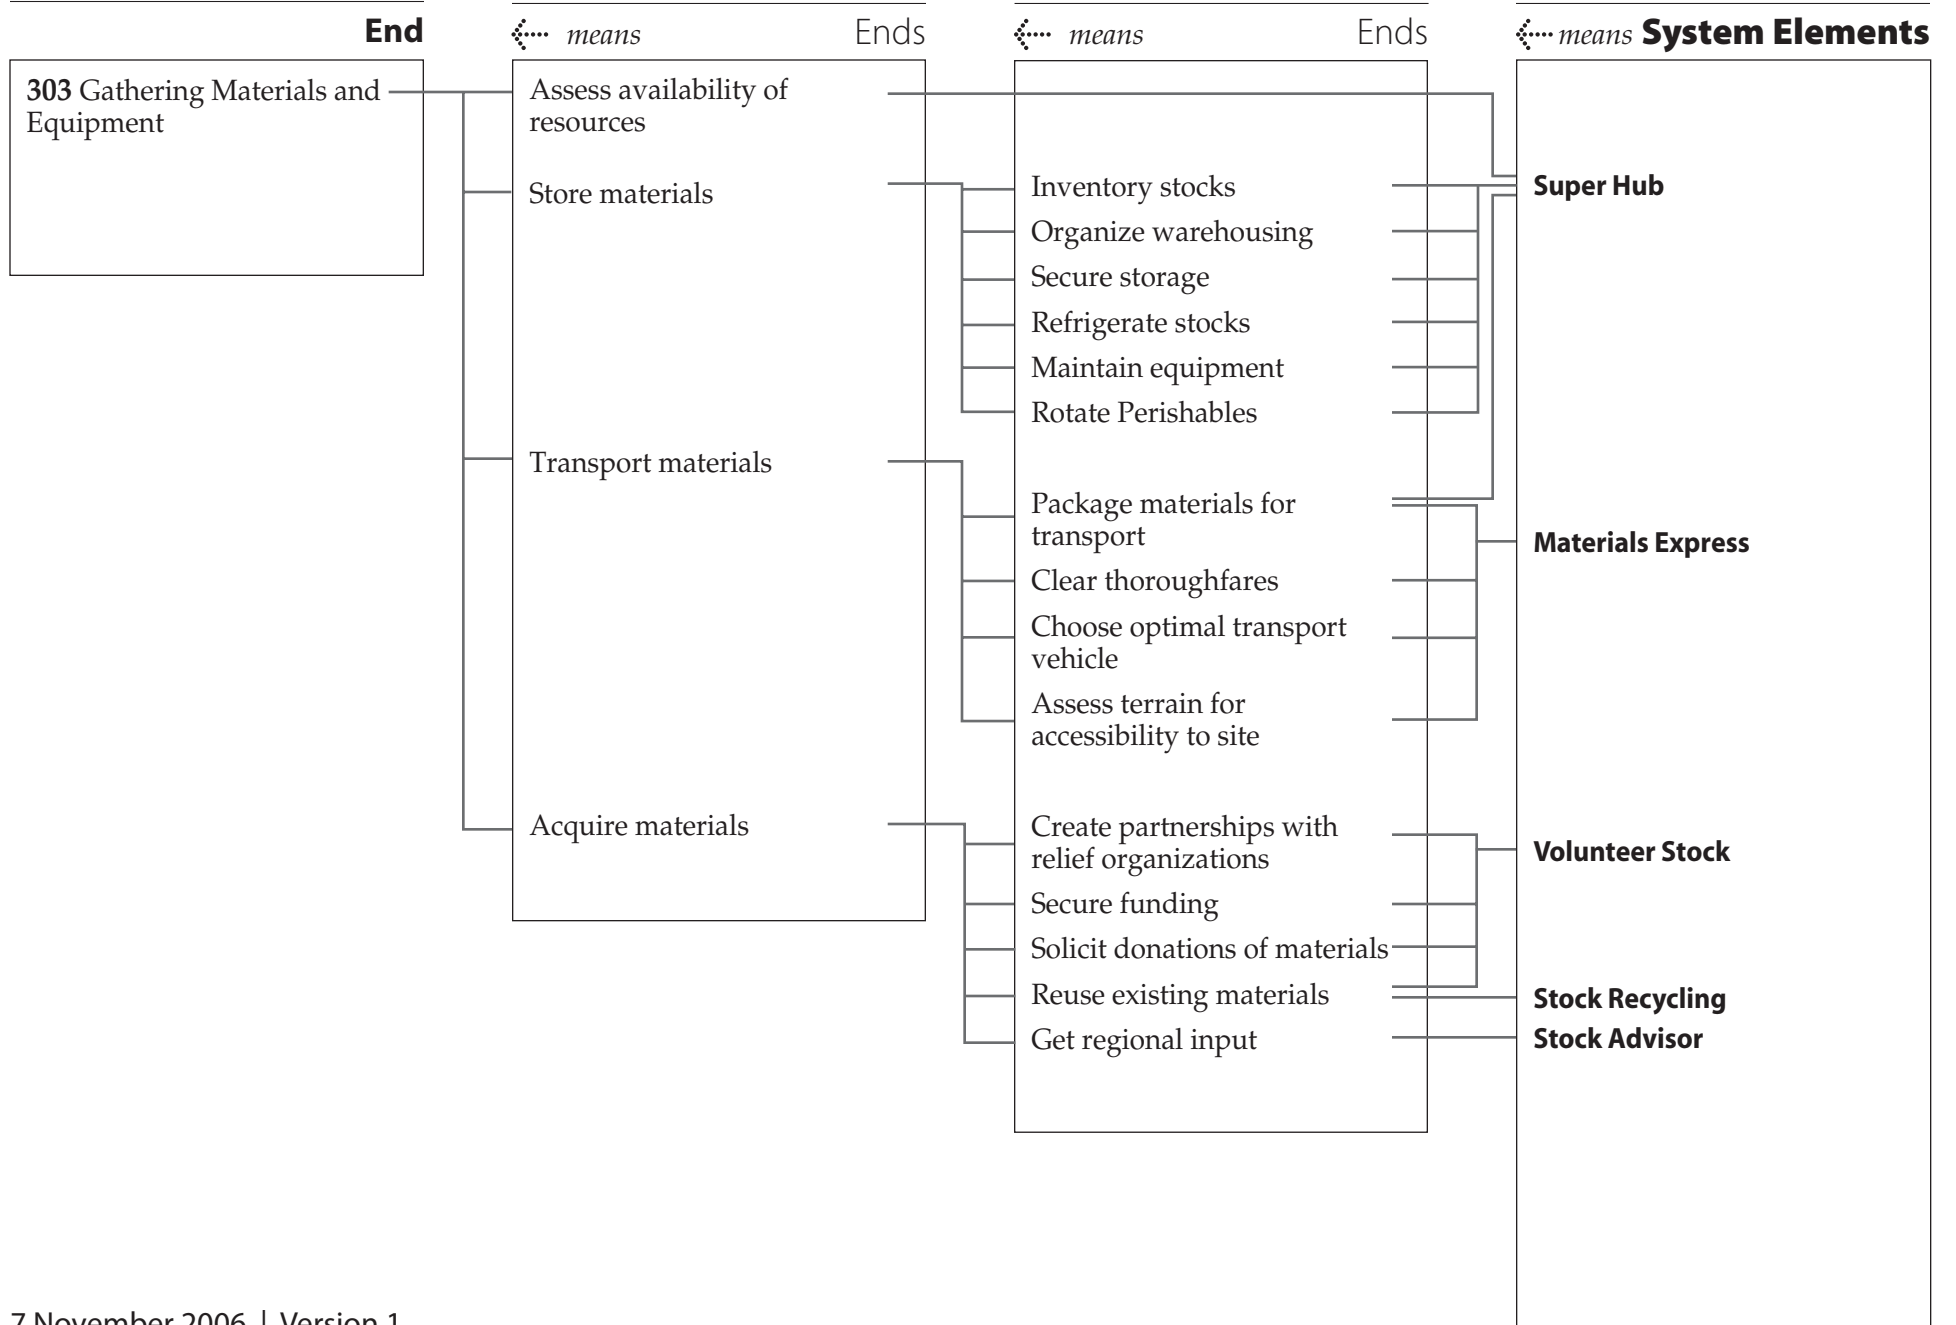 End
means Ends
means Ends
means System Elements
303 Gathering Materials and
Equipment
Assess availability of
resources
Store materials
Transport materials
Acquire materials
Inventory stocks
Organize warehousing
Secure storage
Refrigerate stocks
Maintain equipment
Rotate Perishables
Package materials for
transport
Clear thoroughfares
Choose optimal transport
vehicle
Assess terrain for
accessibility to site
Create partnerships with
relief organizations
Secure funding
Solicit donations of materials
Reuse existing materials
Get regional input
Super Hub
Materials Express
Volunteer Stock
Stock Recycling
Stock Advisor
7 November 2006 | Version 1